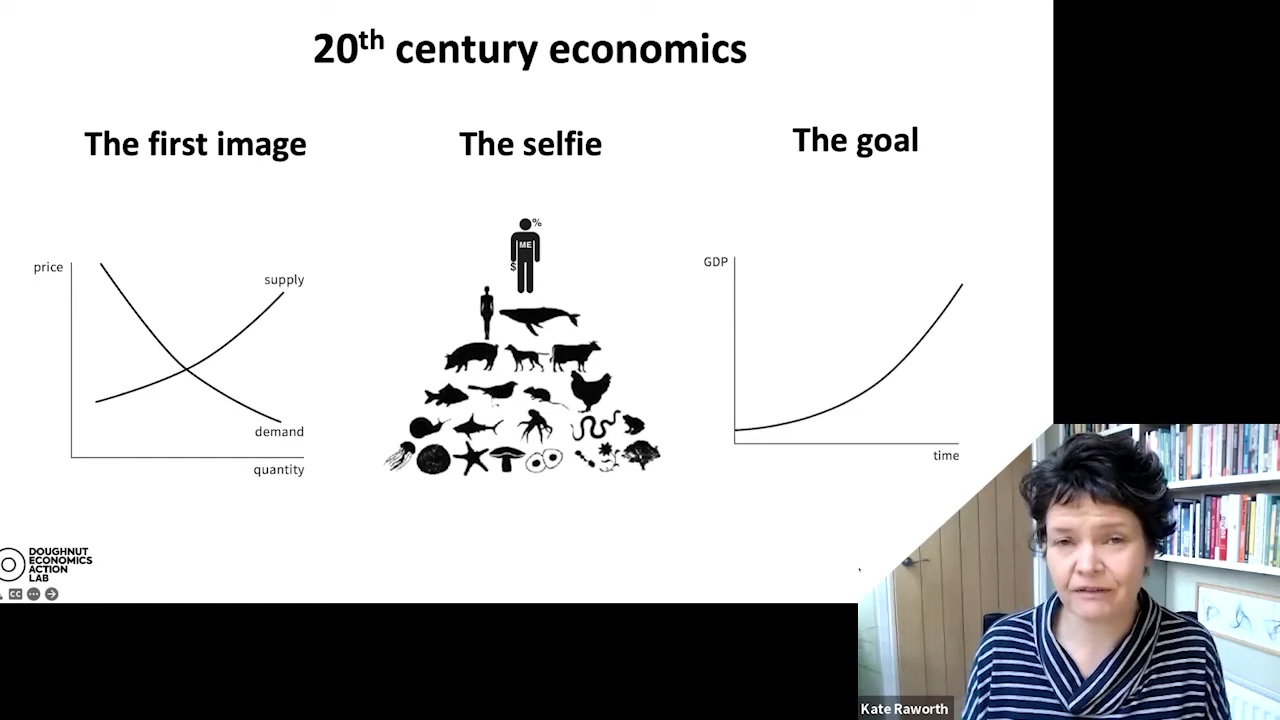 20th century economics
The first image
The selfie
The goal
price
supply
demand
quantity
%
ME
$
GDP
time
DOUGHNUT
ECONOMICS
ACTION
LAB
CC
Kate Raworth